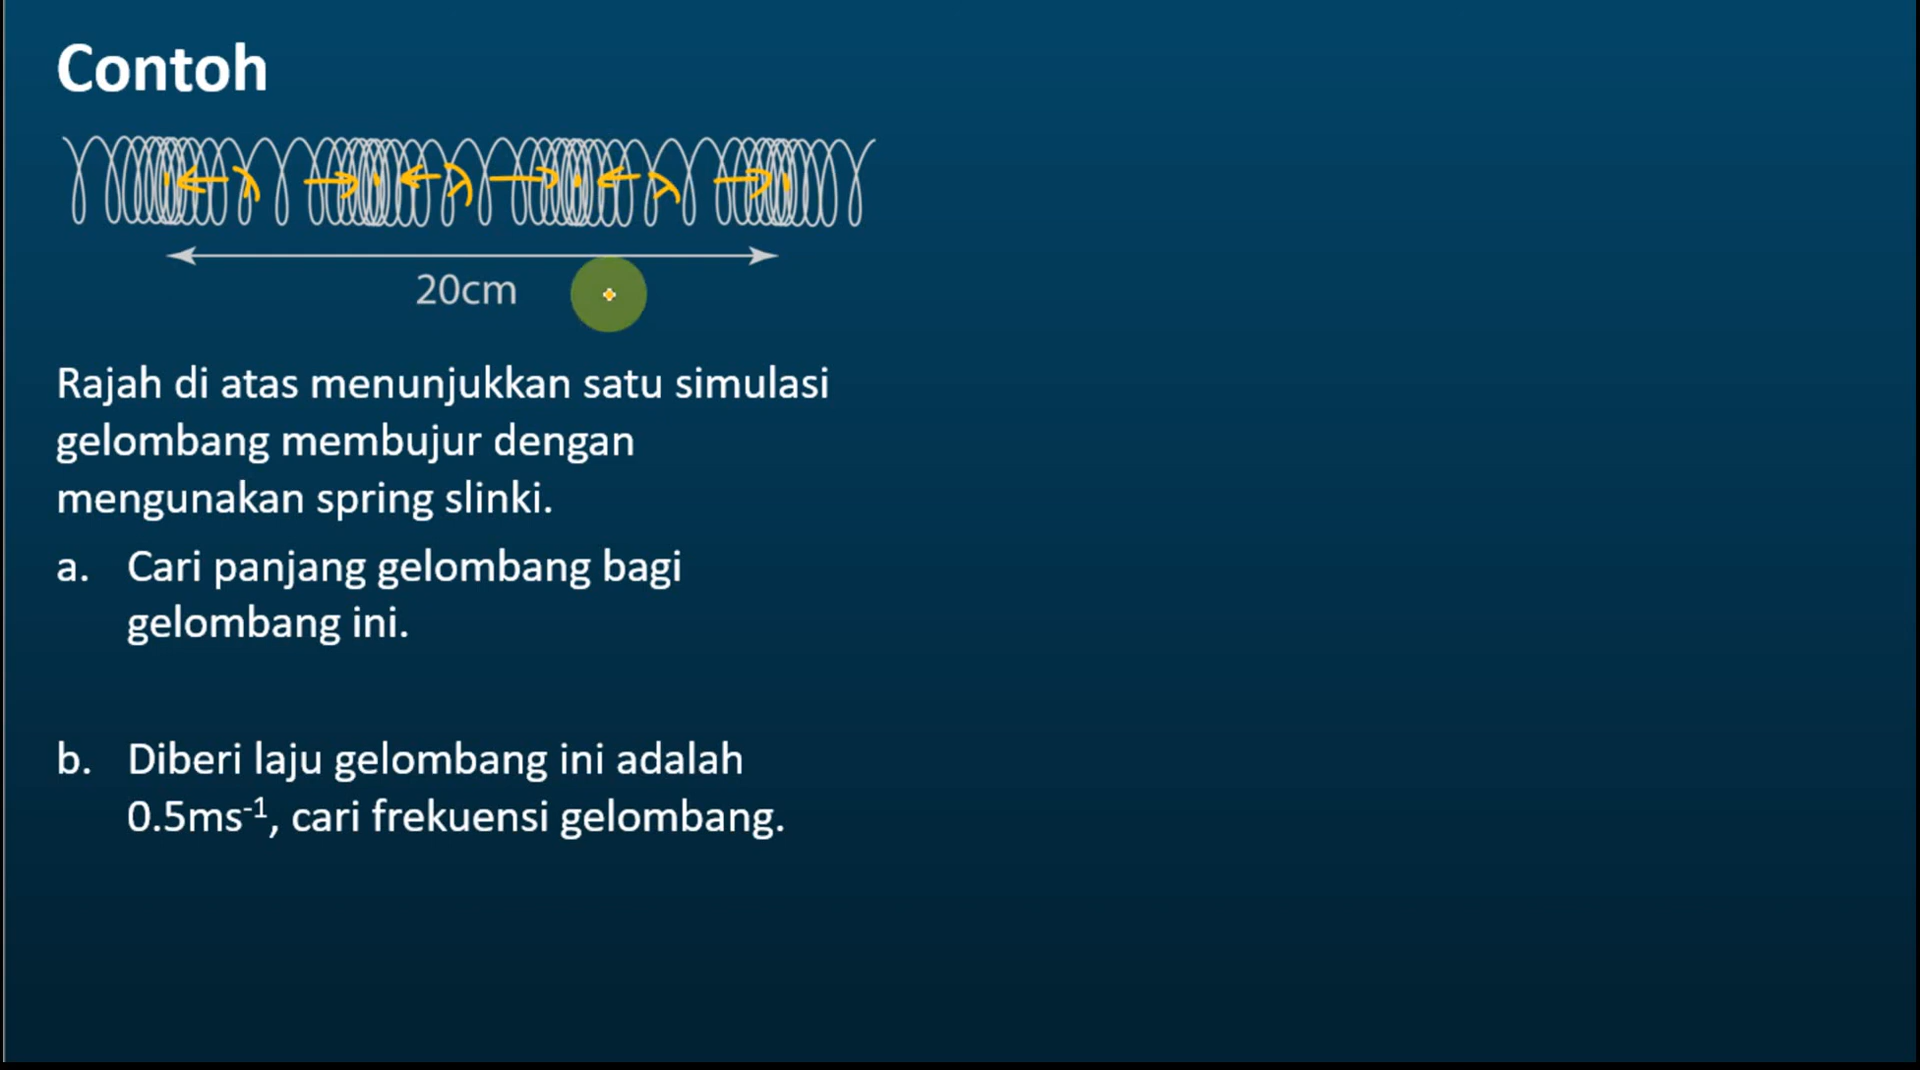 Contoh
λ λ λ
20cm
Rajah di atas menunjukkan satu simulasi
gelombang membujur dengan
mengunakan spring slinki.
a. Cari panjang gelombang bagi
gelombang ini.
b. Diberi laju gelombang ini adalah
0.5ms⁻¹, cari frekuensi gelombang.